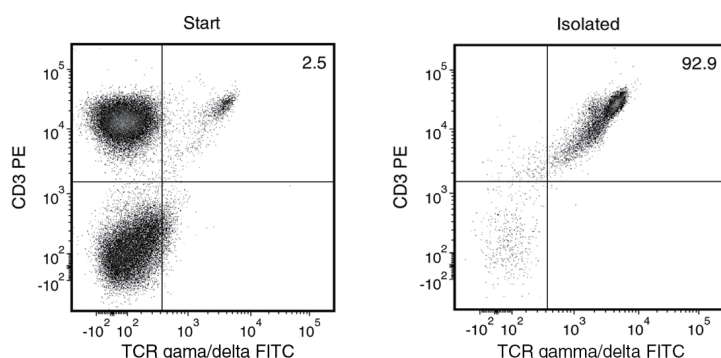 Start
2.5
10^5
10^4
10^3
10^2
-10^2
CD3 PE
-10^2 10^2 10^3 10^4 10^5
TCR gama/delta FITC
Isolated
92.9
10^5
10^4
10^3
10^2
-10^2
CD3 PE
-10^2 10^2 10^3 10^4 10^5
TCR gamma/delta FITC